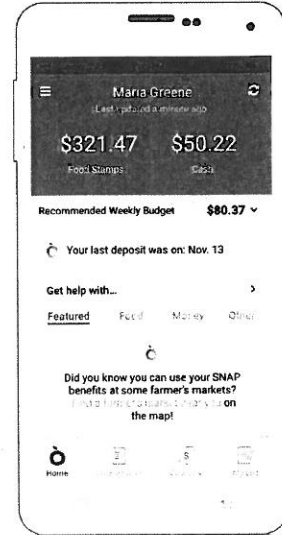 Maria Greene
Last updated a minute ago
$321.47 $50.22
Food Stamps Cash
Recommended Weekly Budget $80.37
Your last deposit was on: Nov. 13
Get help with...
Featured Food Money Other
Did you know you can use your SNAP
benefits at some farmer's markets?
on
the map!
Home